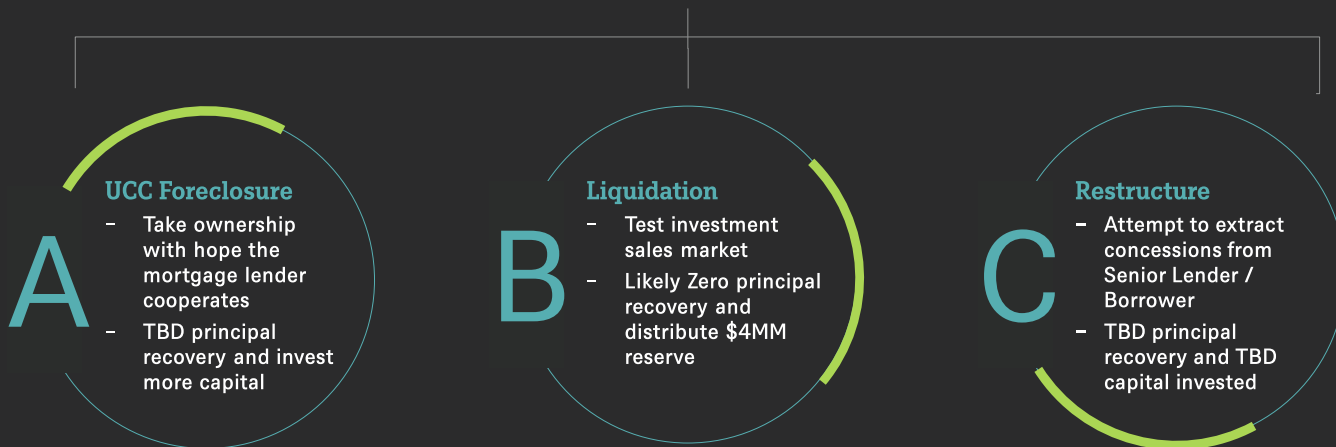 A
UCC Foreclosure
– Take ownership
with hope the
mortgage lender
cooperates
– TBD principal
recovery and invest
more capital
B
Liquidation
– Test investment
sales market
– Likely Zero principal
recovery and
distribute $4MM
reserve
C
Restructure
– Attempt to extract
concessions from
Senior Lender /
Borrower
– TBD principal
recovery and TBD
capital invested